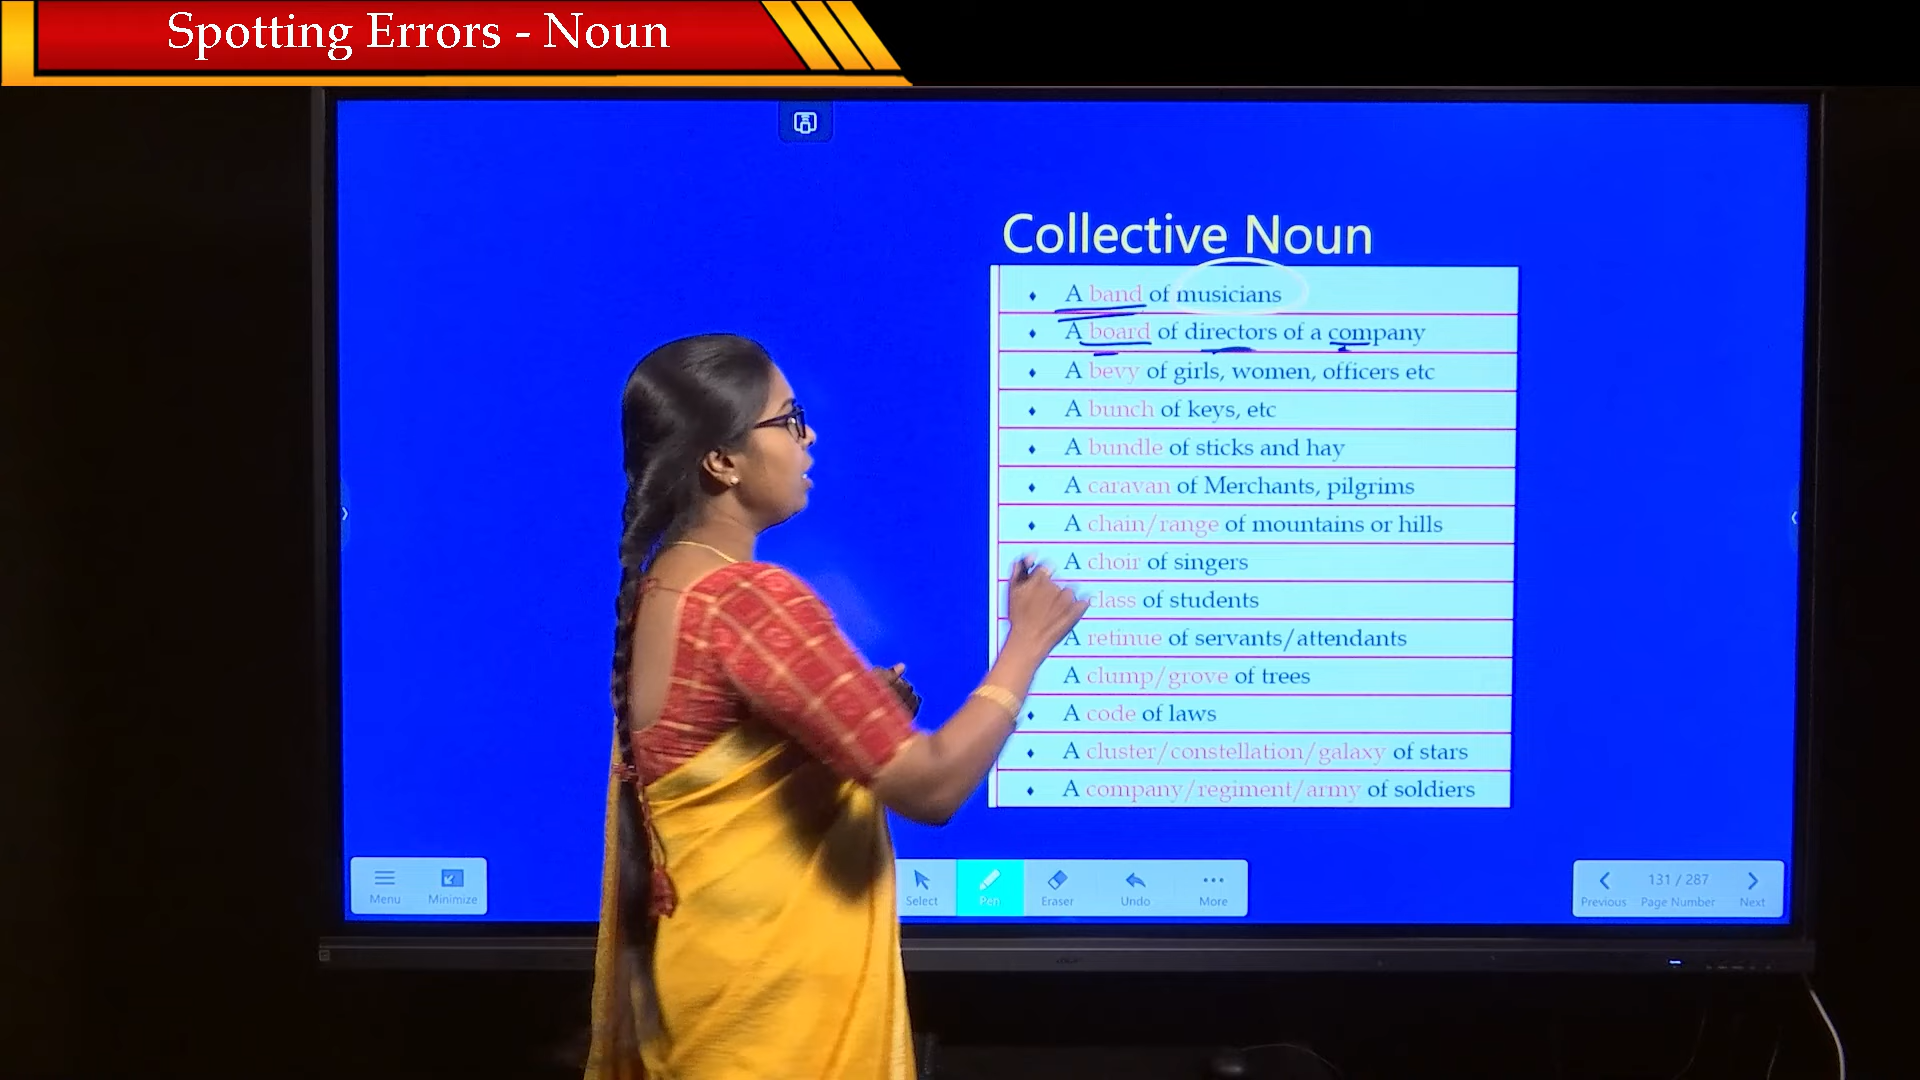 Spotting Errors - Noun
Collective Noun
♦ A band of musicians
♦ A board of directors of a company
♦ A bevy of girls, women, officers etc
♦ A bunch of keys, etc
♦ A bundle of sticks and hay
♦ A caravan of Merchants, pilgrims
♦ A chain/range of mountains or hills
A choir of singers
class of students
A retinue of servants/attendants
A clump/grove of trees
♦ A code of laws
♦ A cluster/constellation/galaxy of stars
♦ A company/regiment/army of soldiers
Menu Minimize Select Pen Eraser Undo More
131 / 287
Previous Page Number Next